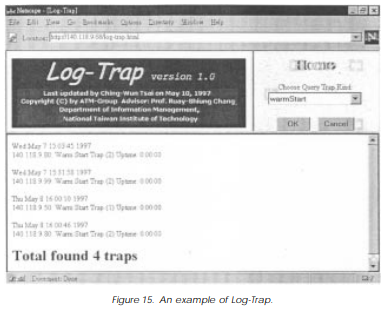 Netscape - [Log-Trap]
File Edit View Go Bookmarks Options Directory Window Help
Location: http://140.118.9.98/log-trap.html
Log-Trap version 1.0
Last updated by Ching-Wun Tsai on May 10, 1997
Copyright (C) by ATM-Group Advisor: Prof. Ruay-Shiung Chang
Department of Information Management,
National Taiwan Institute of Technology
Home
Choose Query Trap Kind
warmStart
OK Cancel
Wed May 7 15:03:45 1997
140.118.9.80 Warm Start Trap (2) Uptime: 0:00:00
Wed May 7 15:31:58 1997
140.118.9.99 Warm Start Trap (2) Uptime: 0:00:00
Thu May 8 16:00:10 1997
140.118.9.50 Warm Start Trap (1) Uptime: 0:00:00
Thu May 8 16:00:46 1997
140.118.9.80 Warm Start Trap (2) Uptime: 0:00:00
Total found 4 traps
Document: Done
Figure 15. An example of Log-Trap.